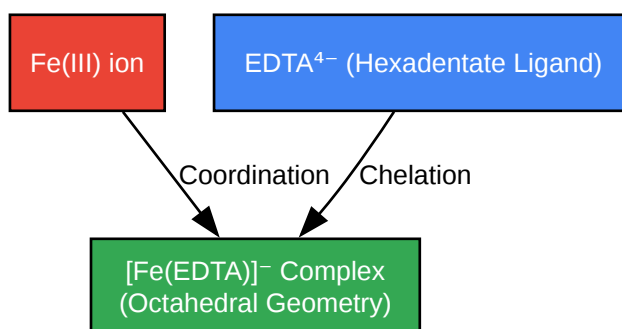 Fe(III) ion
EDTA⁴⁻ (Hexadentate Ligand)
Coordination
Chelation
[Fe(EDTA)]⁻ Complex
(Octahedral Geometry)